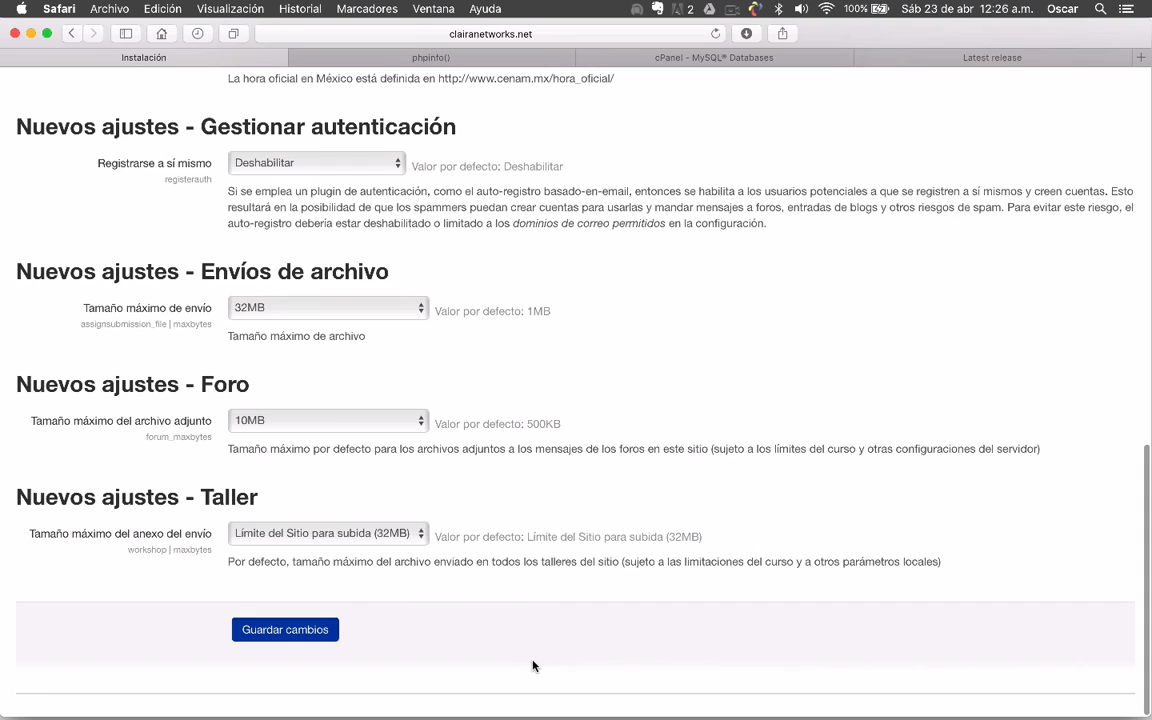 Safari Archivo Edición Visualización Historial Marcadores Ventana Ayuda 2 100% Sáb 23 de abr 12:26 a.m. Oscar
clairanetworks.net
Instalación phpinfo() cPanel - MySQL® Databases Latest release
La hora oficial en México está definida en http://www.cenam.mx/hora_oficial/
Nuevos ajustes - Gestionar autenticación
Registrarse a sí mismo Deshabilitar Valor por defecto: Deshabilitar
registerauth
Si se emplea un plugin de autenticación, como el auto-registro basado-en-email, entonces se habilita a los usuarios potenciales a que se registren a sí mismos y creen cuentas. Esto
resultará en la posibilidad de que los spammers puedan crear cuentas para usarlas y mandar mensajes a foros, entradas de blogs y otros riesgos de spam. Para evitar este riesgo, el
auto-registro debería estar deshabilitado o limitado a los dominios de correo permitidos en la configuración.
Nuevos ajustes - Envíos de archivo
Tamaño máximo de envío 32MB Valor por defecto: 1MB
assignsubmission_file | maxbytes
Tamaño máximo de archivo
Nuevos ajustes - Foro
Tamaño máximo del archivo adjunto 10MB Valor por defecto: 500KB
forum_maxbytes
Tamaño máximo por defecto para los archivos adjuntos a los mensajes de los foros en este sitio (sujeto a los límites del curso y otras configuraciones del servidor)
Nuevos ajustes - Taller
Tamaño máximo del anexo del envío Límite del Sitio para subida (32MB) Valor por defecto: Límite del Sitio para subida (32MB)
workshop | maxbytes
Por defecto, tamaño máximo del archivo enviado en todos los talleres del sitio (sujeto a las limitaciones del curso y a otros parámetros locales)
Guardar cambios